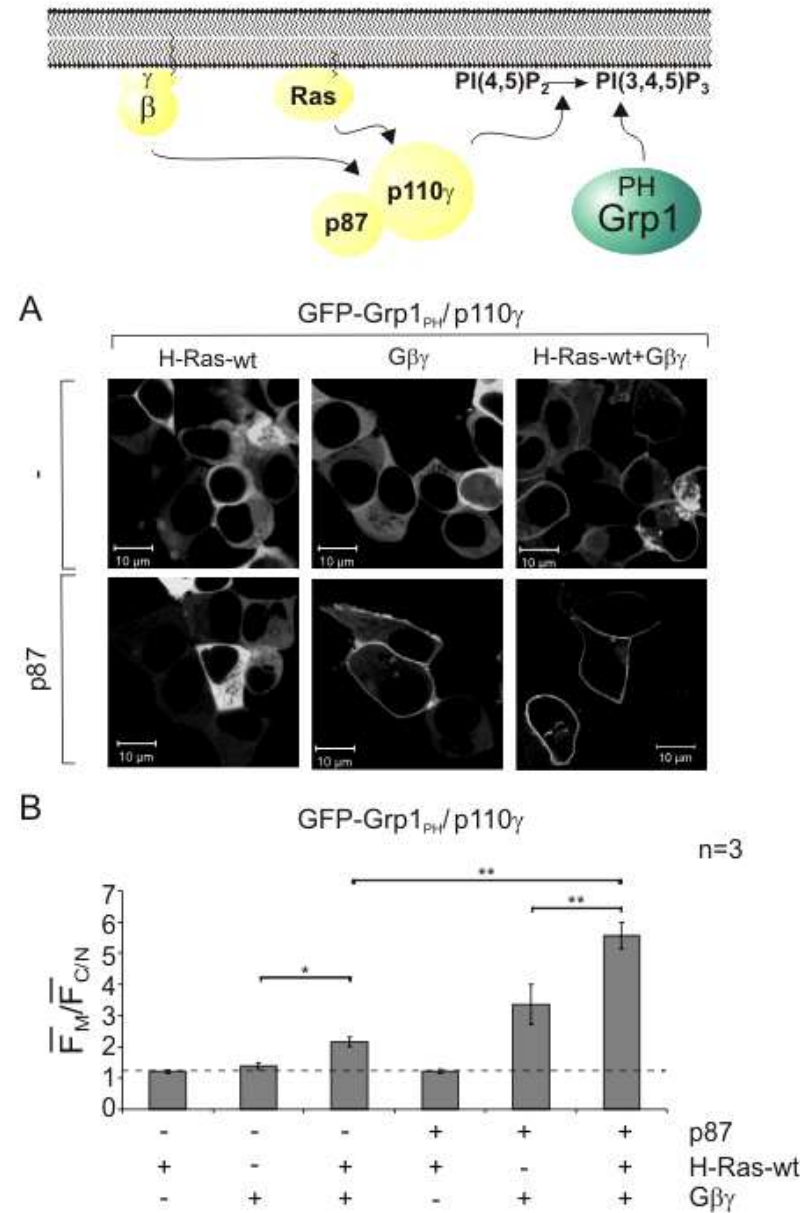 γ
β
Ras
PI(4,5)P₂ PI(3,4,5)P₃
p110γ
p87
PH
Grp1
A
GFP-Grp1PH/p110γ
H-Ras-wt Gβγ H-Ras-wt+Gβγ
-
10 µm 10 µm 10 µm
p87
10 µm 10 µm 10 µm
B
GFP-Grp1PH/p110γ
n=3
**
**
*
F̅M/F̅C/N
7
6
5
4
3
2
1
0
- - - + + + p87
+ - + + - + H-Ras-wt
- + + - + + Gβγ